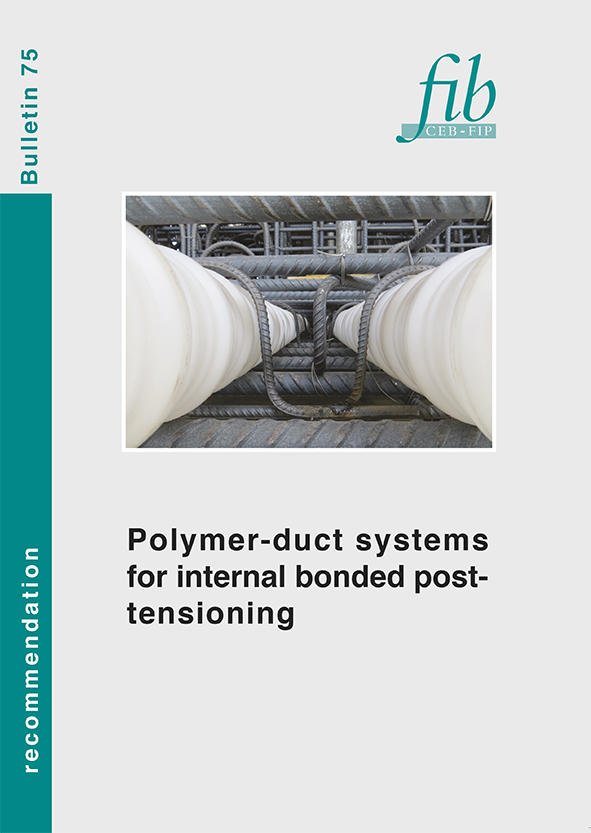 Bulletin 75
fib
CEB-FIP
Polymer-duct systems
for internal bonded post-
tensioning
recommendation